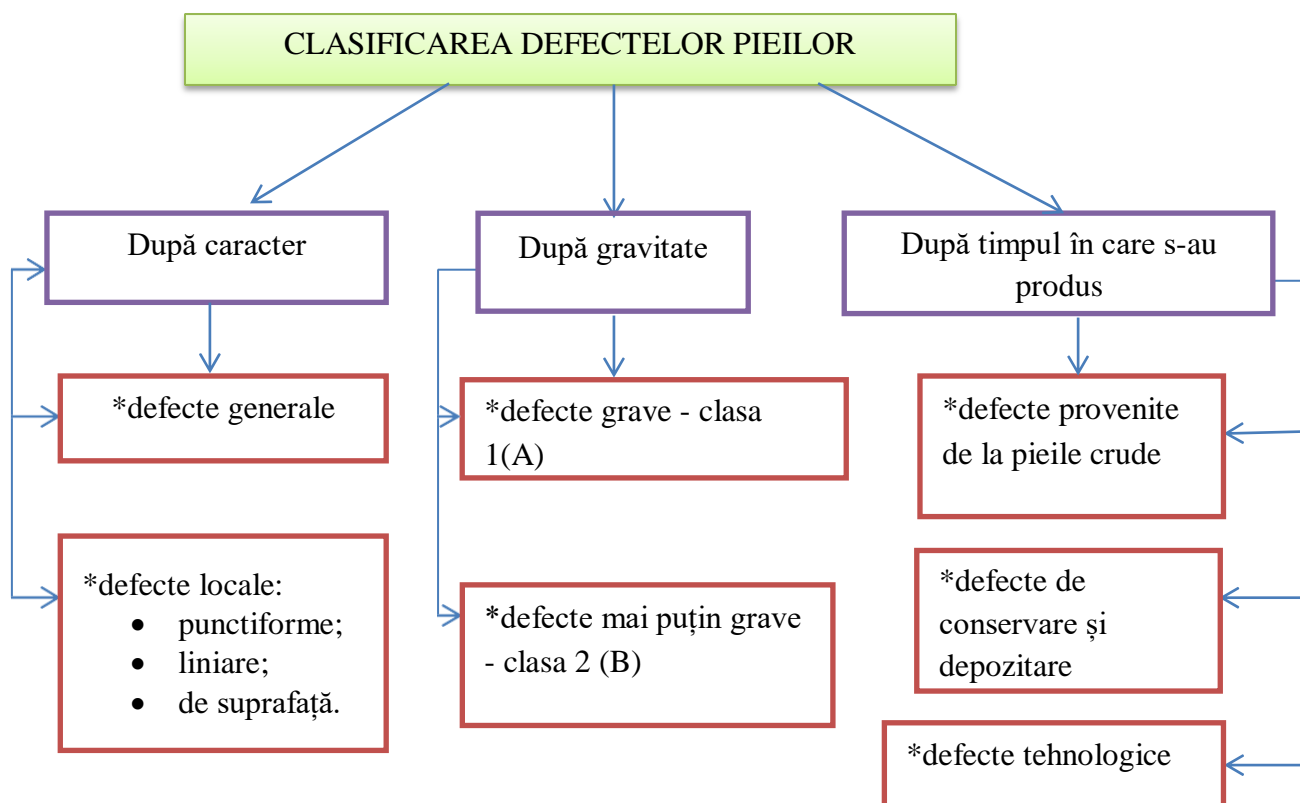 CLASIFICAREA DEFECTELOR PIEILOR
După caracter
*defecte generale
*defecte locale:
• punctiforme;
• liniare;
• de suprafață.
După gravitate
*defecte grave - clasa
1(A)
*defecte mai puțin grave
- clasa 2 (B)
După timpul în care s-au
produs
*defecte provenite
de la pieile crude
*defecte de
conservare și
depozitare
*defecte tehnologice